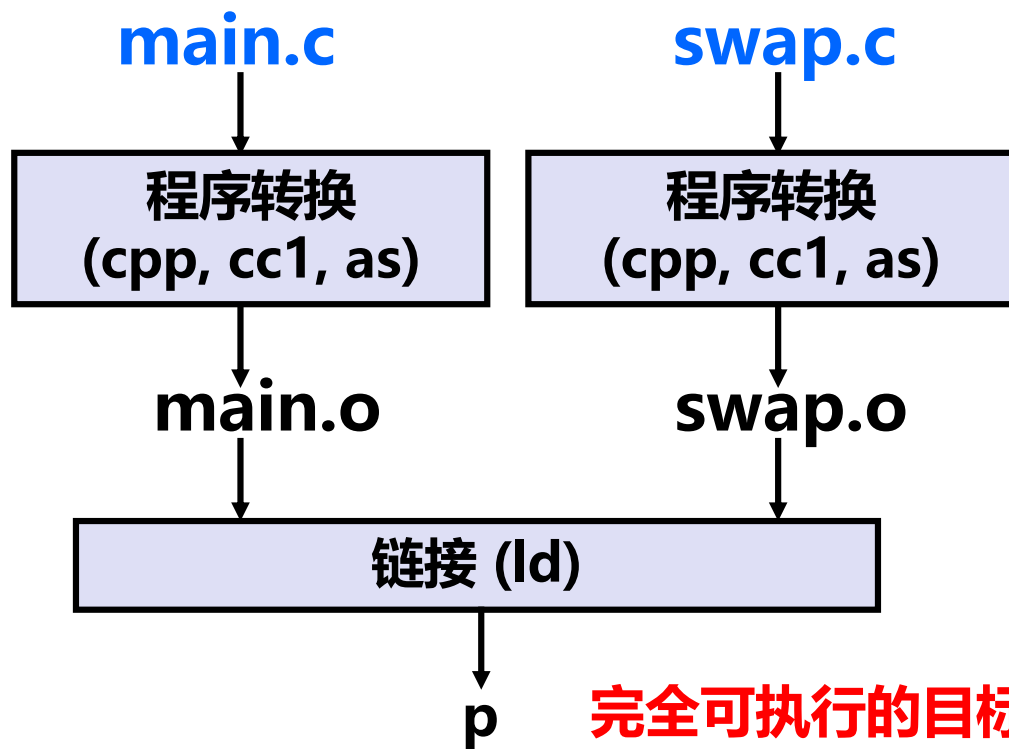 main.c
swap.c
程序转换
(cpp, cc1, as)
程序转换
(cpp, cc1, as)
main.o
swap.o
链接 (ld)
p
完全可执行的目标